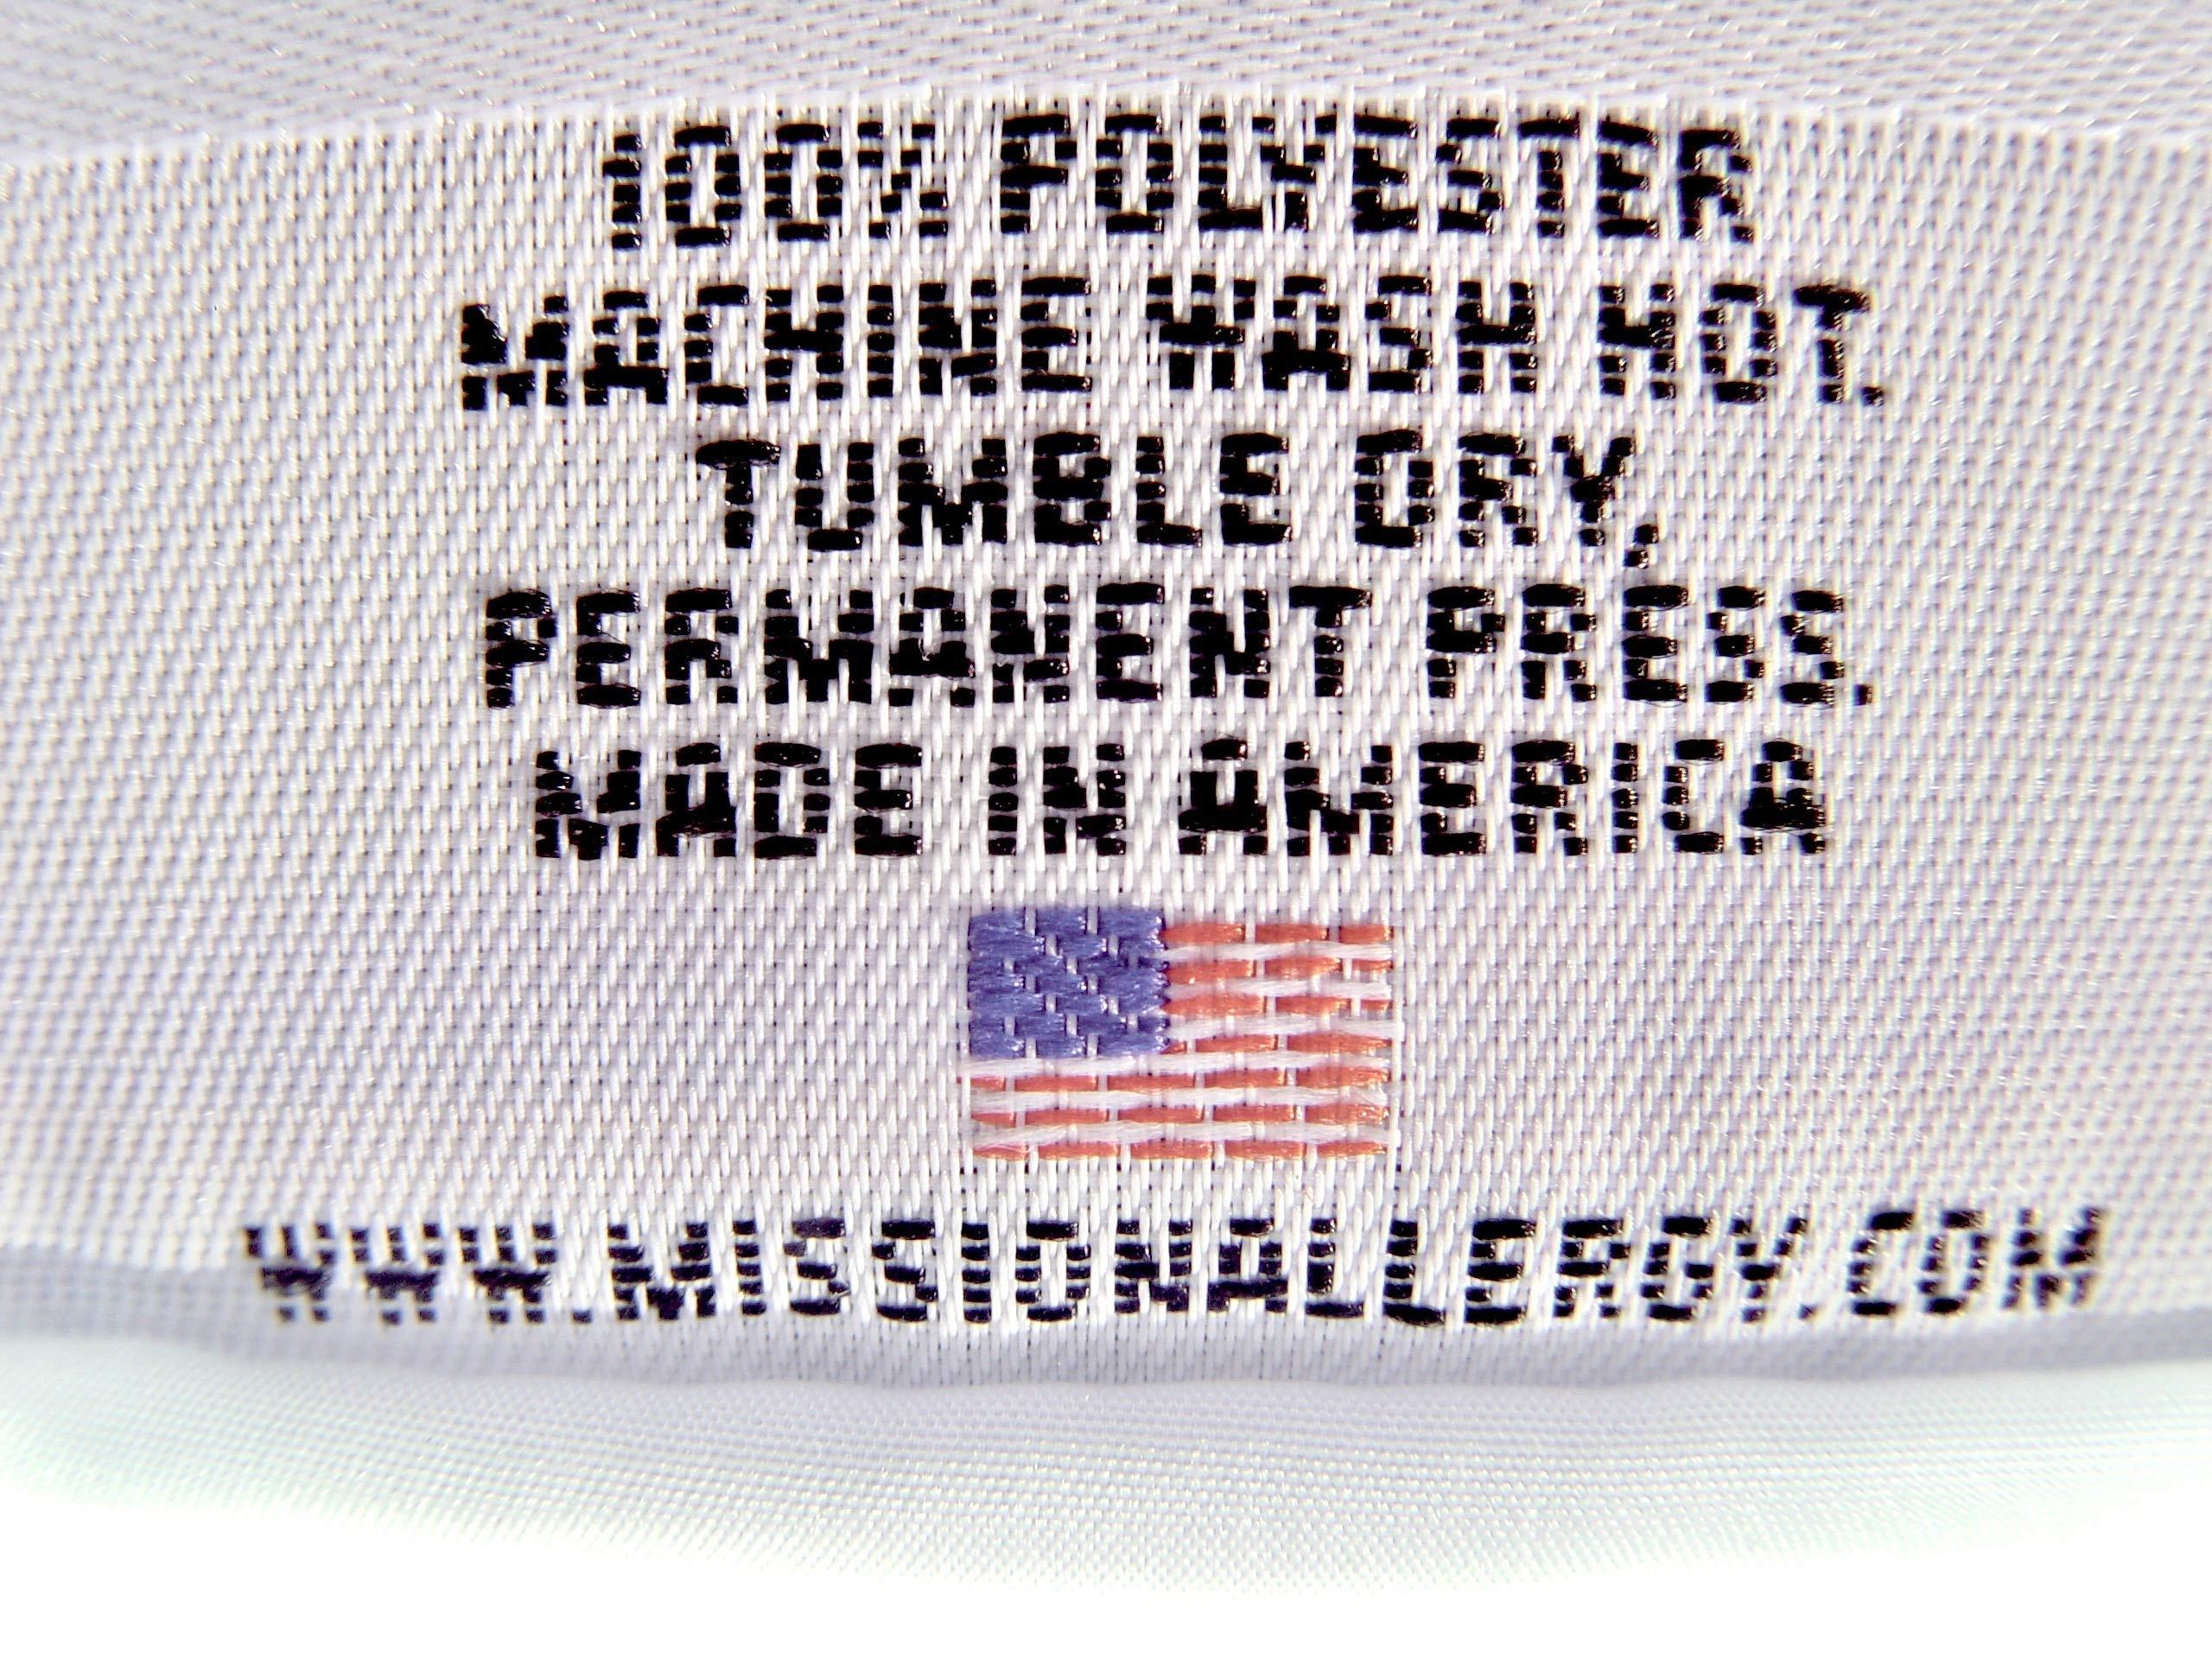 100% POLYESTER
MACHINE WASH HOT.
TUMBLE DRY,
PERMANENT PRESS.
MADE IN AMERICA
WWW.MISSIONALLERGY.COM